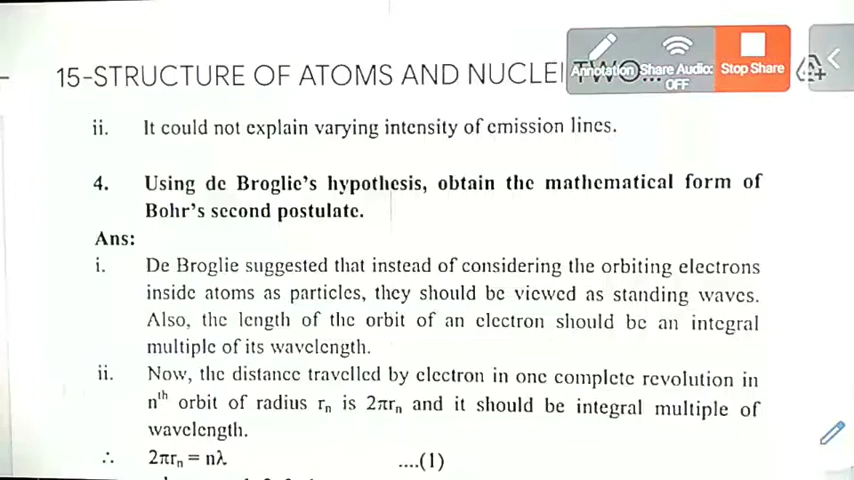 15-STRUCTURE OF ATOMS AND NUCLEI TWO...
Annotation Share Audio: OFF Stop Share
ii. It could not explain varying intensity of emission lines.
4. Using de Broglie's hypothesis, obtain the mathematical form of
Bohr's second postulate.
Ans:
i. De Broglie suggested that instead of considering the orbiting electrons
inside atoms as particles, they should be viewed as standing waves.
Also, the length of the orbit of an electron should be an integral
multiple of its wavelength.
ii. Now, the distance travelled by electron in one complete revolution in
nth orbit of radius rn is 2πrn and it should be integral multiple of
wavelength.
∴ 2πrn = nλ ....(1)